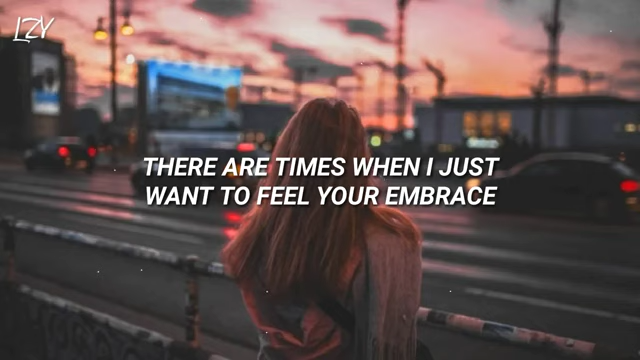 LZY
THERE ARE TIMES WHEN I JUST
WANT TO FEEL YOUR EMBRACE